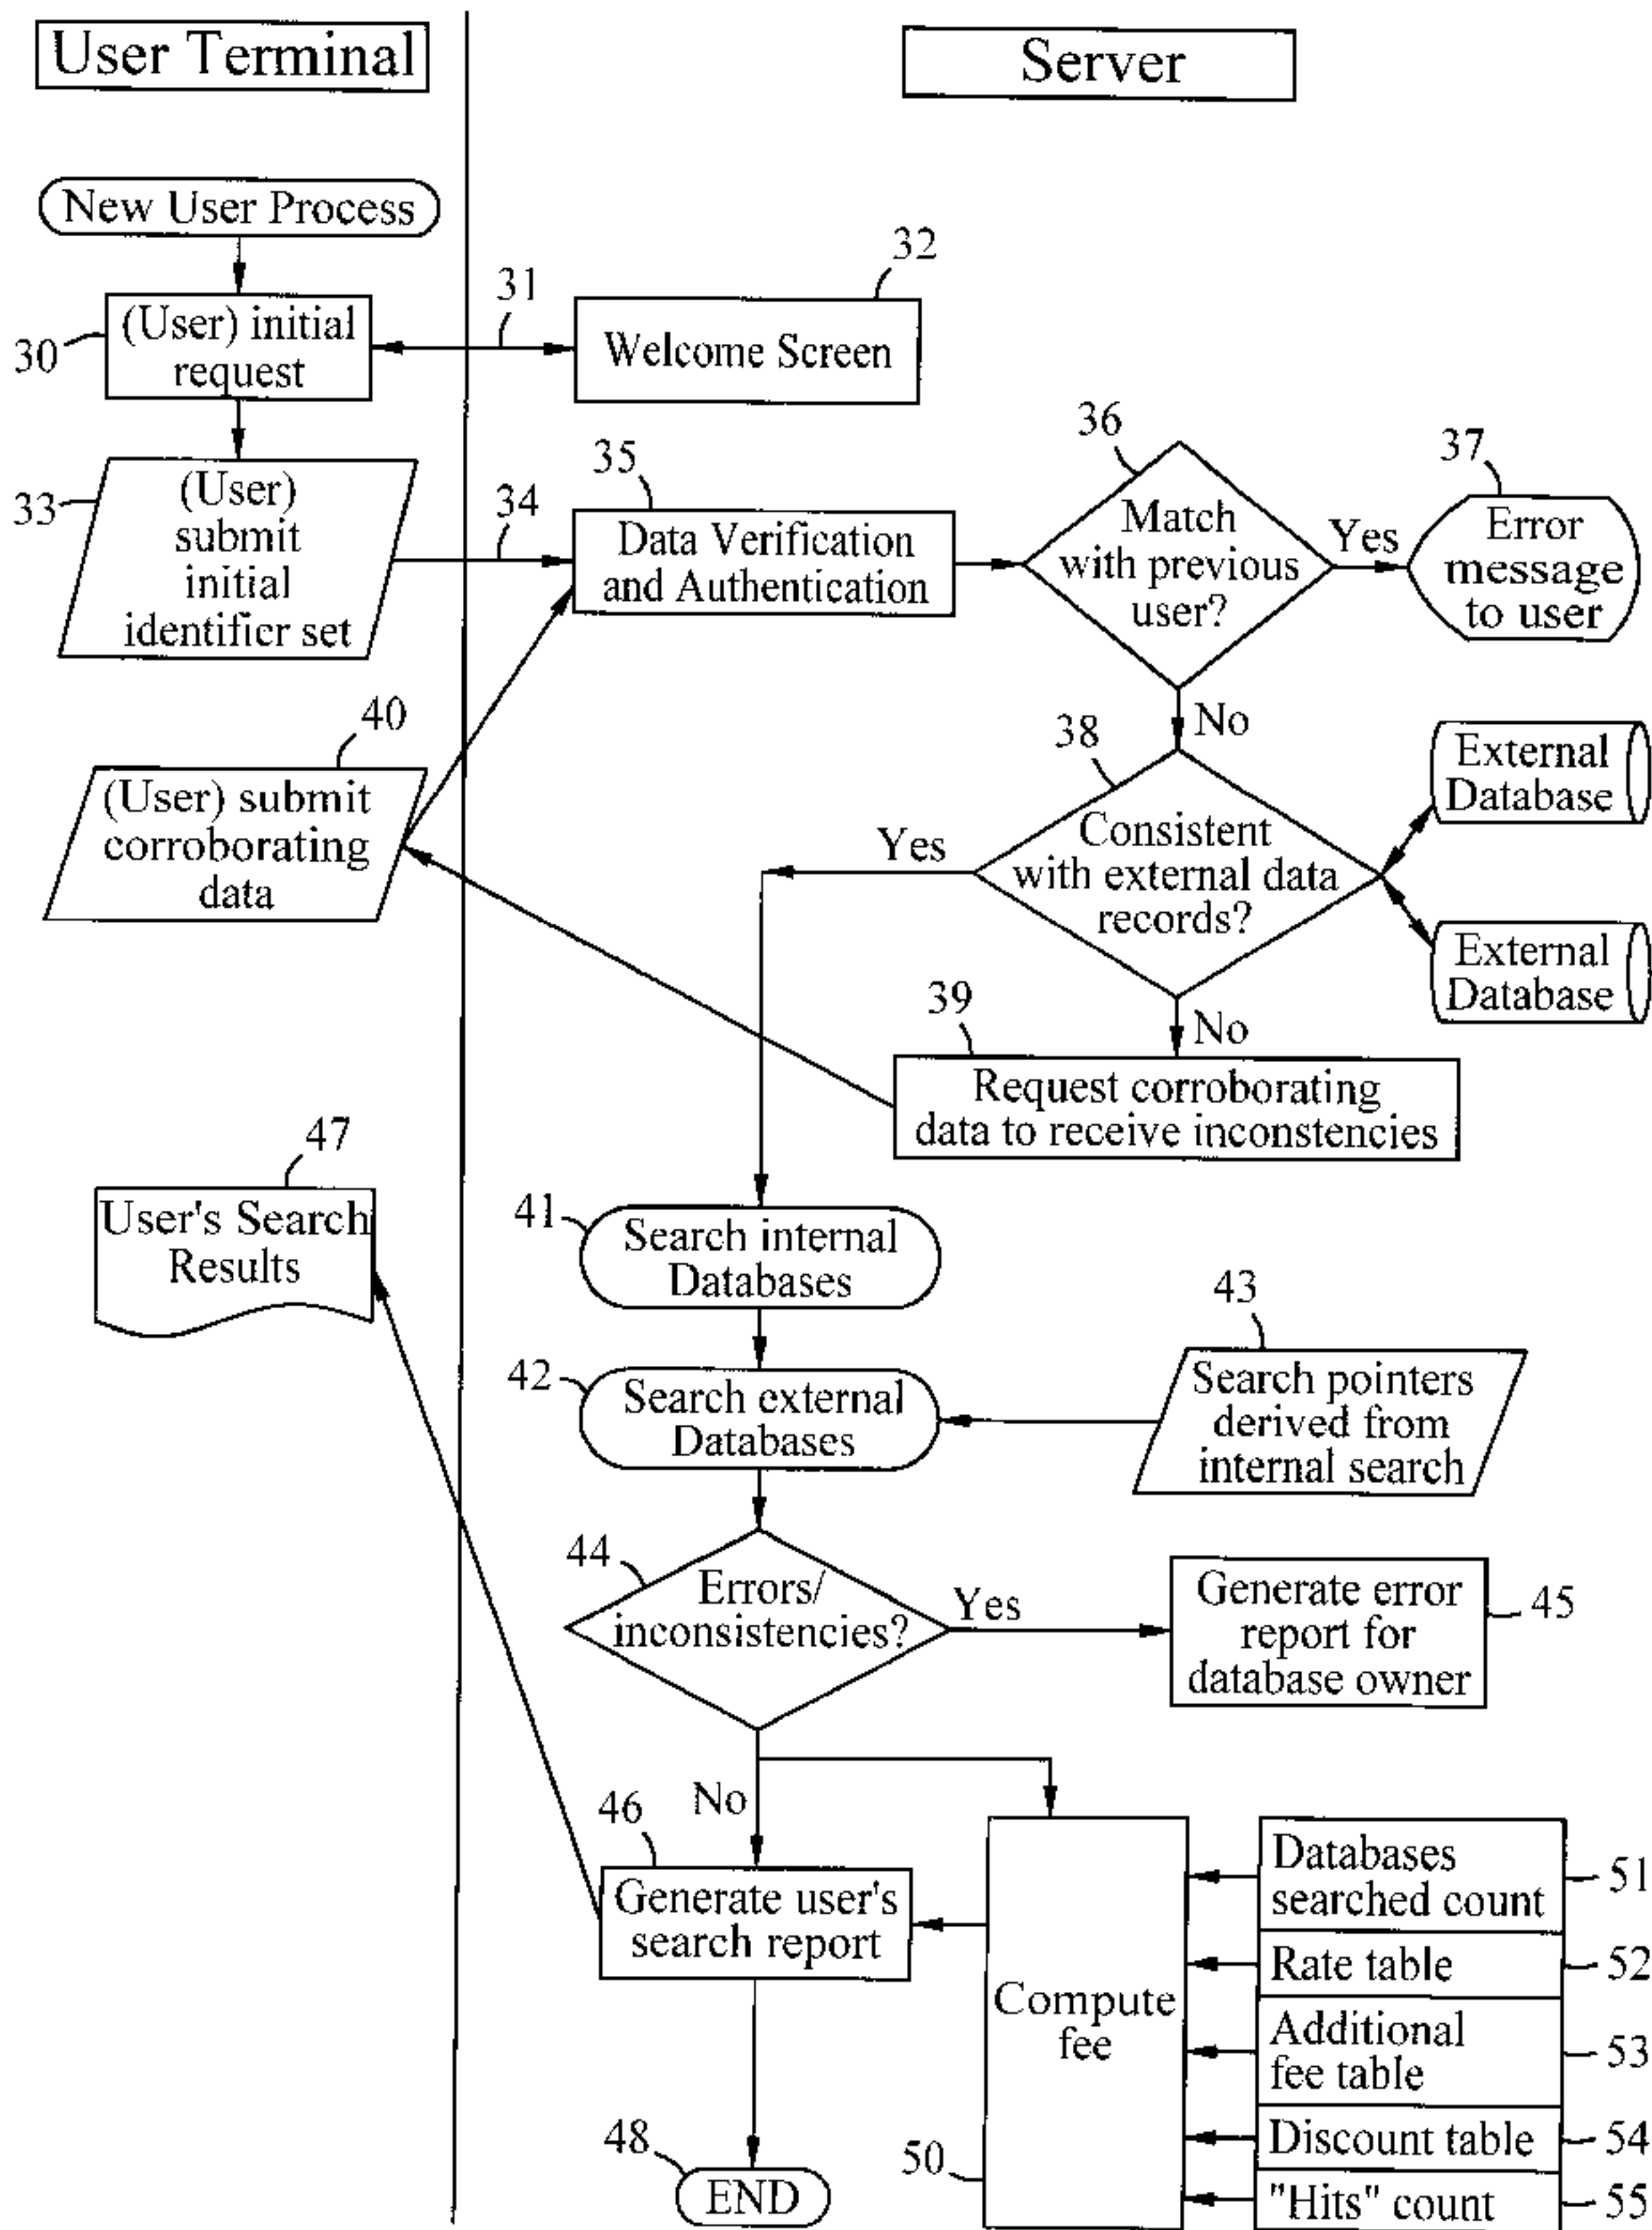 User Terminal
Server
New User Process
31
32
(User) initial
request
30
Welcome Screen
36
37
33
(User)
submit
initial
identifier set
34
35
Data Verification
and Authentication
Match
with previous
user?
Yes
Error
message
to user
No
40
(User) submit
corroborating
data
38
Consistent
with external data
records?
Yes
External
Database
External
Database
No
39
Request corroborating
data to receive inconstencies
47
User's Search
Results
41
Search internal
Databases
42
Search external
Databases
43
Search pointers
derived from
internal search
44
Errors/
inconsistencies?
Yes
Generate error
report for
database owner
45
No
46
Generate user's
search report
Compute
fee
50
Databases
searched count
51
Rate table
52
Additional
fee table
53
Discount table
54
"Hits" count
55
48
END